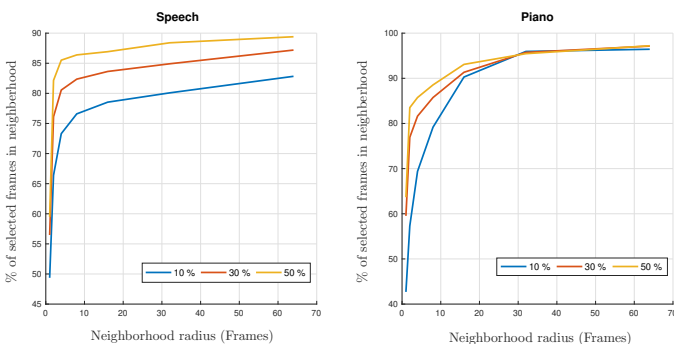 Speech
% of selected frames in neighberhood
90
85
80
75
70
65
60
55
50
45
0 10 20 30 40 50 60 70
10 % 30 % 50 %
Neighborhood radius (Frames)
Piano
% of selected frames in neighberhood
100
90
80
70
60
50
40
0 10 20 30 40 50 60 70
10 % 30 % 50 %
Neighborhood radius (Frames)